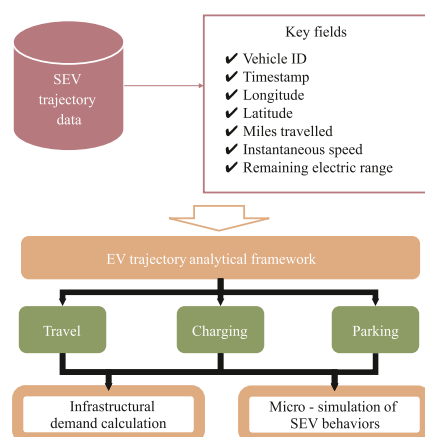 SEV
trajectory
data
Key fields
✔ Vehicle ID
✔ Timestamp
✔ Longitude
✔ Latitude
✔ Miles travelled
✔ Instantaneous speed
✔ Remaining electric range
EV trajectory analytical framework
Travel
Charging
Parking
Infrastructural
demand calculation
Micro - simulation of
SEV behaviors